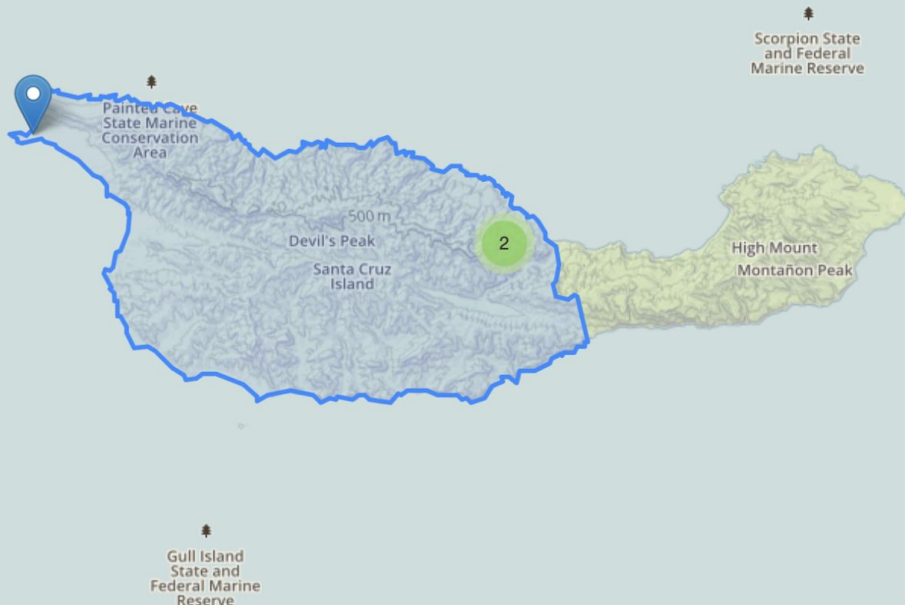 Scorpion State
and Federal
Marine Reserve
Painted Cave
State Marine
Conservation
Area
500 m
Devil's Peak
Santa Cruz
Island
2
High Mount
Montañon Peak
Gull Island
State and
Federal Marine
Reserve